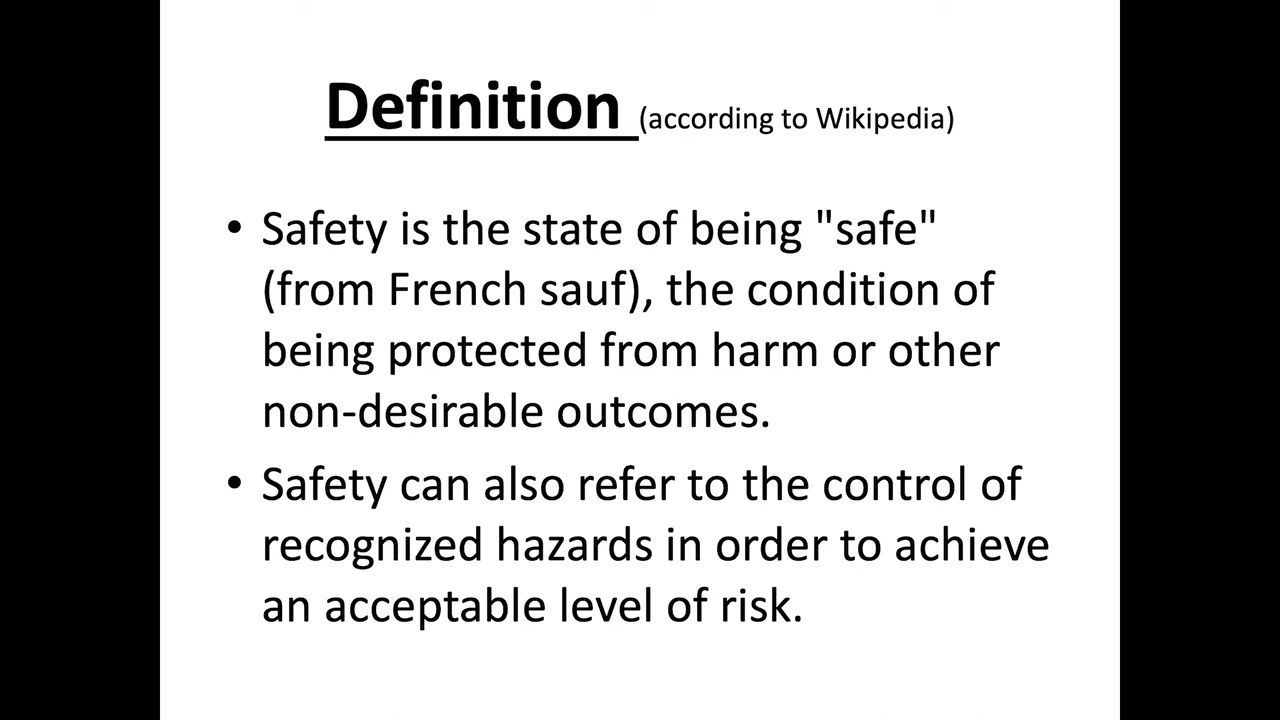 Definition (according to Wikipedia)
• Safety is the state of being "safe"
(from French sauf), the condition of
being protected from harm or other
non-desirable outcomes.
• Safety can also refer to the control of
recognized hazards in order to achieve
an acceptable level of risk.